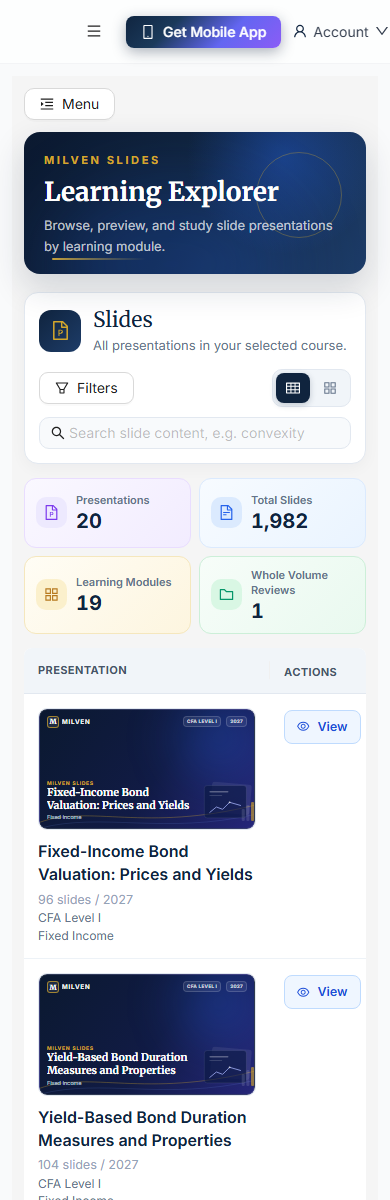 Get Mobile App
Account
Menu
MILVEN SLIDES
Learning Explorer
Browse, preview, and study slide presentations
by learning module.
Slides
All presentations in your selected course.
Filters
Search slide content, e.g. convexity
Presentations
20
Total Slides
1,982
Learning Modules
19
Whole Volume
Reviews
1
PRESENTATION
ACTIONS
M MILVEN
CFA LEVEL I
2027
MILVEN SLIDES
Fixed-Income Bond
Valuation: Prices and Yields
Fixed Income
View
Fixed-Income Bond
Valuation: Prices and Yields
96 slides / 2027
CFA Level I
Fixed Income
M MILVEN
CFA LEVEL I
2027
MILVEN SLIDES
Yield-Based Bond Duration
Measures and Properties
Fixed Income
View
Yield-Based Bond Duration
Measures and Properties
104 slides / 2027
CFA Level I
Fixed Income